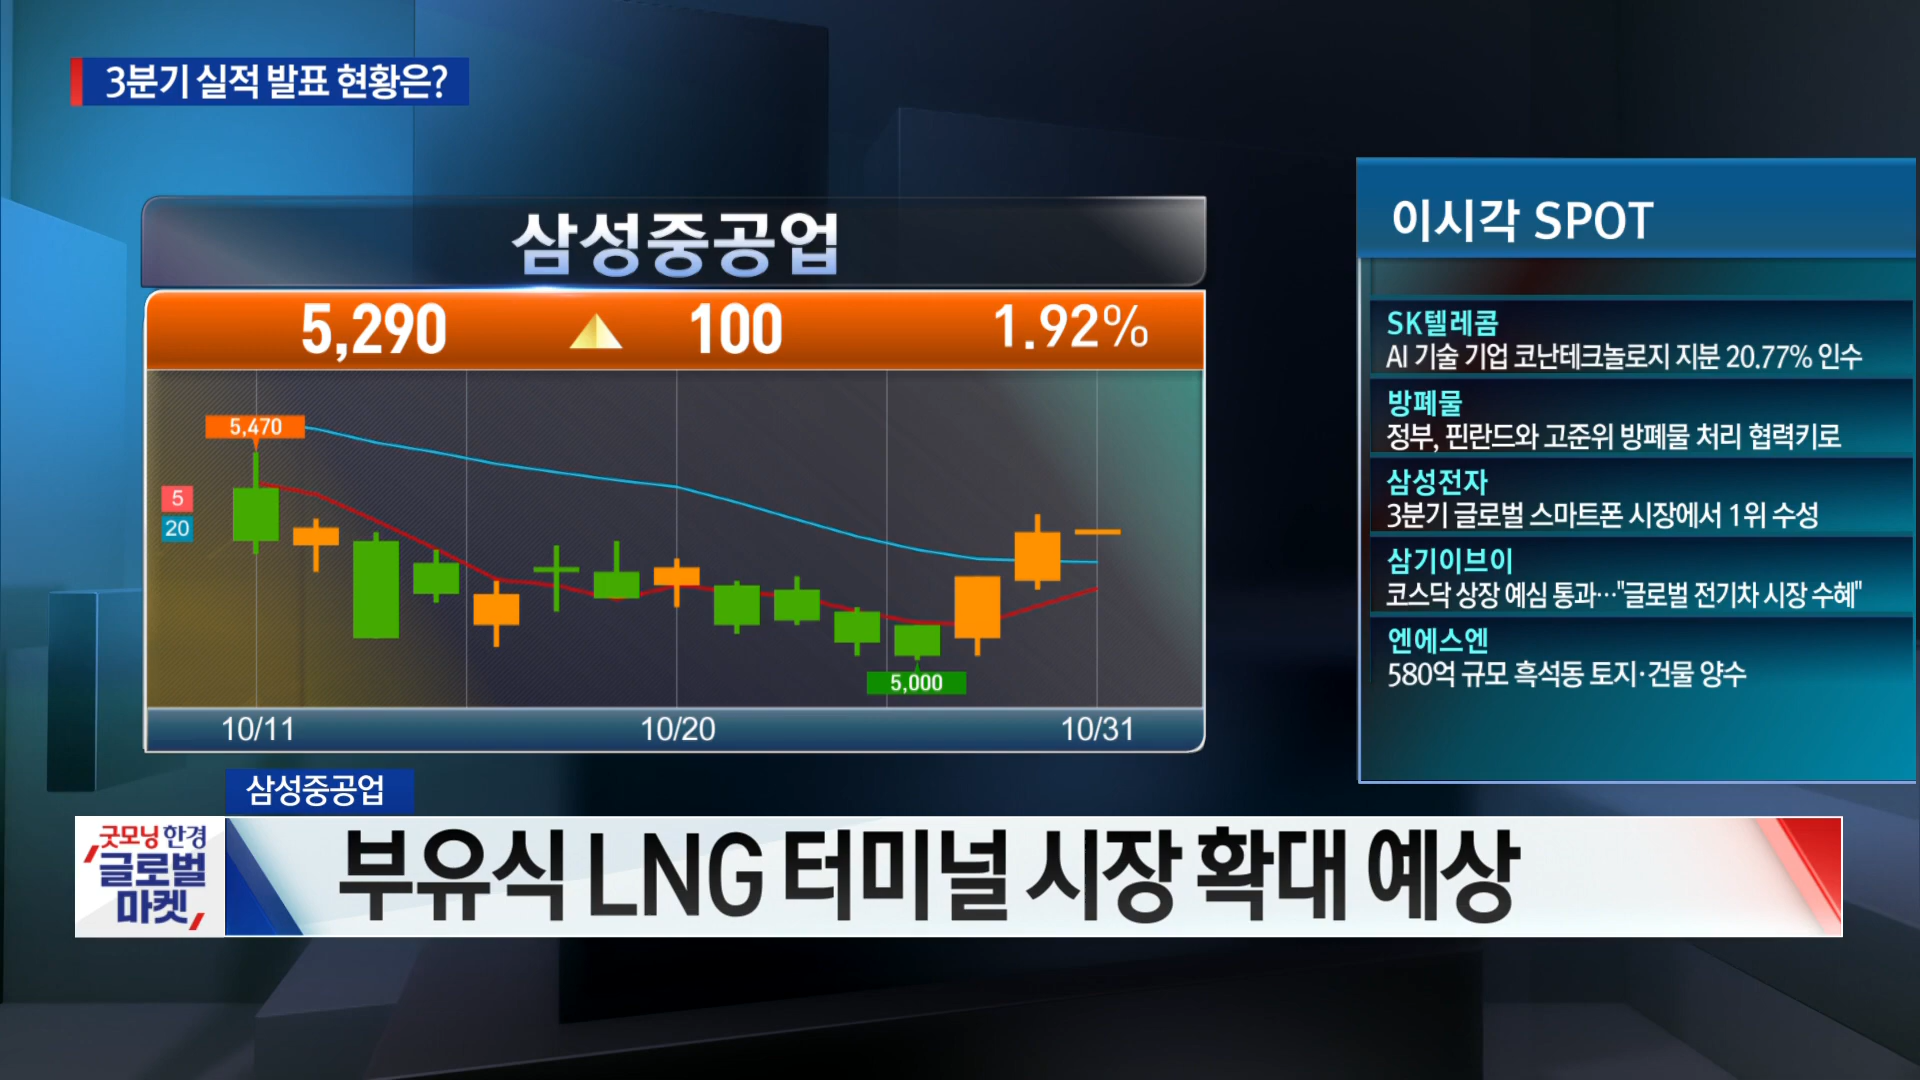 3분기 실적 발표 현황은?
삼성중공업
5,290 ▲ 100 1.92%
5,470
5
20
5,000
10/11 10/20 10/31
이시각 SPOT
SK텔레콤
AI 기술 기업 코난테크놀로지 지분 20.77% 인수
방폐물
정부, 핀란드와 고준위 방폐물 처리 협력키로
삼성전자
3분기 글로벌 스마트폰 시장에서 1위 수성
삼기이브이
코스닥 상장 예심 통과…"글로벌 전기차 시장 수혜"
엔에스엔
580억 규모 흑석동 토지·건물 양수
삼성중공업
굿모닝 한경
글로벌
마켓
부유식 LNG 터미널 시장 확대 예상